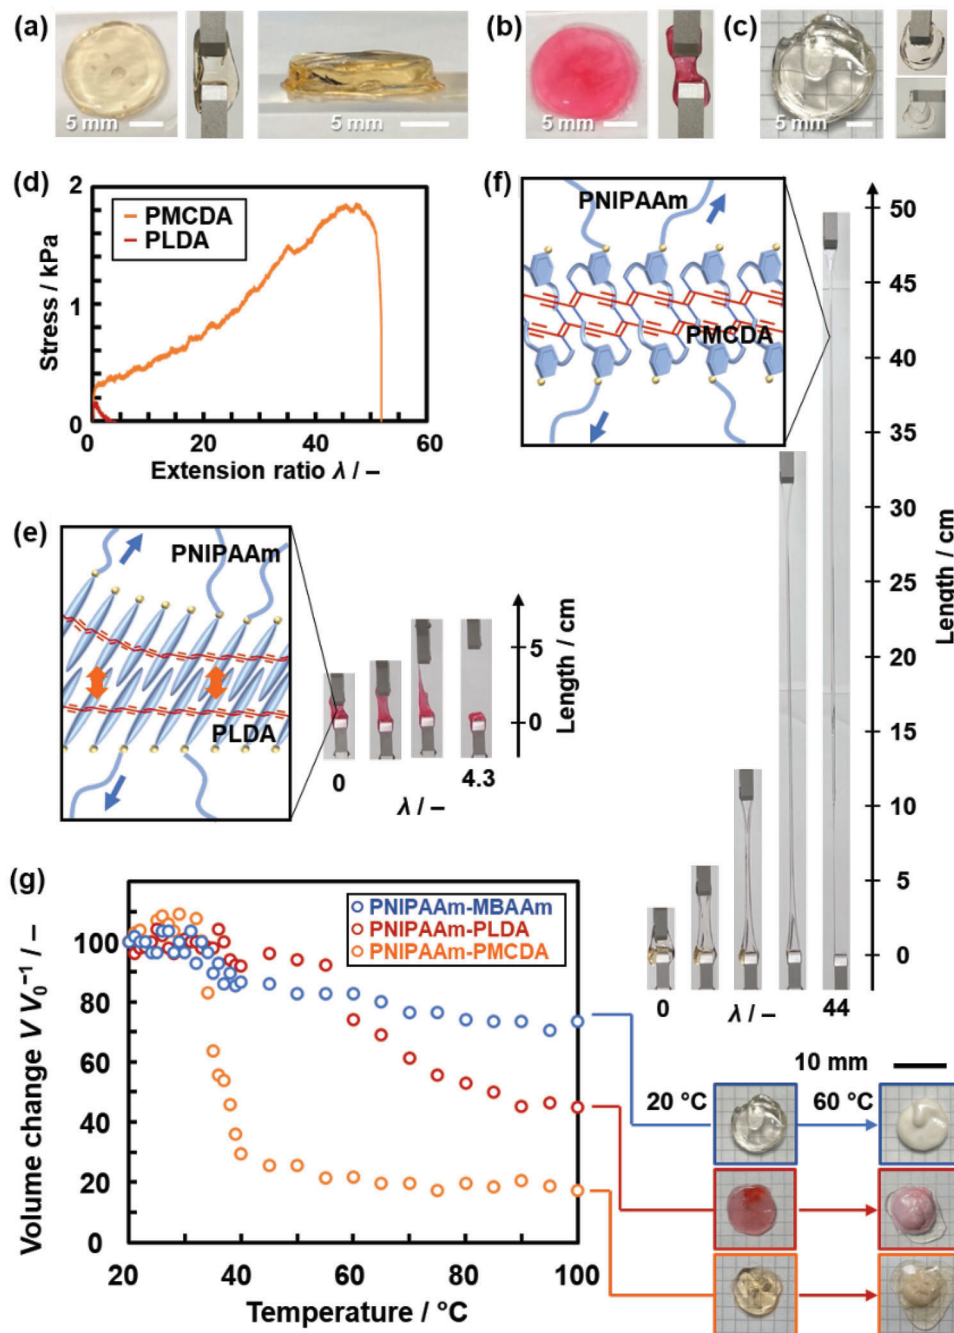 (a)
5 mm
5 mm
(b)
5 mm
(c)
5 mm
(d)
2
1
0
Stress / kPa
PMCDA
PLDA
0
20
40
60
Extension ratio λ / –
(f)
PNIPAAm
PMCDA
50
45
40
35
30
25
20
15
10
5
0
Length / cm
0
λ / –
44
(e)
PNIPAAm
PLDA
5
0
Length / cm
0
4.3
λ / –
(g)
PNIPAAm-MBAAm
PNIPAAm-PLDA
PNIPAAm-PMCDA
Volume change V V₀⁻¹ / –
100
80
60
40
20
0
20
40
60
80
100
Temperature / °C
10 mm
20 °C
60 °C